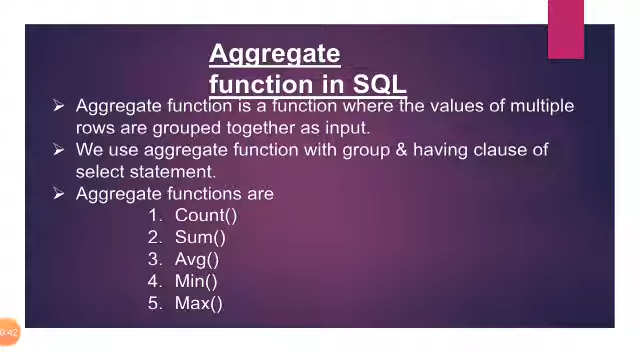 Aggregate
function in SQL
➢ Aggregate function is a function where the values of multiple
rows are grouped together as input.
➢ We use aggregate function with group & having clause of
select statement.
➢ Aggregate functions are
1. Count()
2. Sum()
3. Avg()
4. Min()
5. Max()
0:42